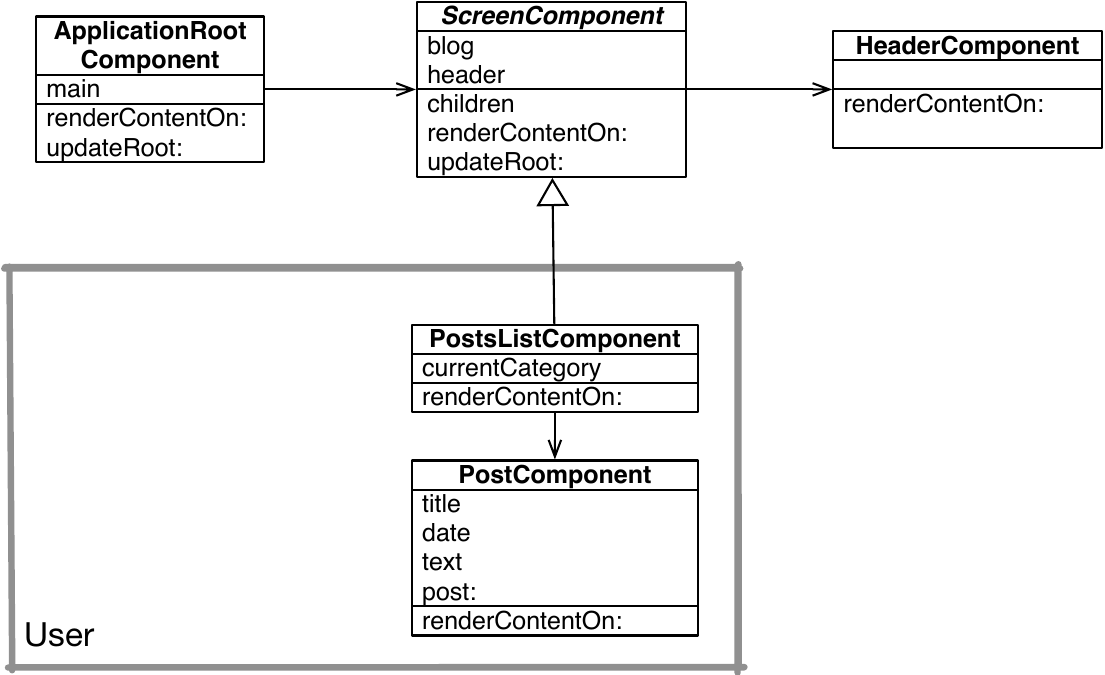 ApplicationRoot
Component
main
renderContentOn:
updateRoot:
ScreenComponent
blog
header
children
renderContentOn:
updateRoot:
HeaderComponent
renderContentOn:
PostsListComponent
currentCategory
renderContentOn:
PostComponent
title
date
text
post:
renderContentOn:
User